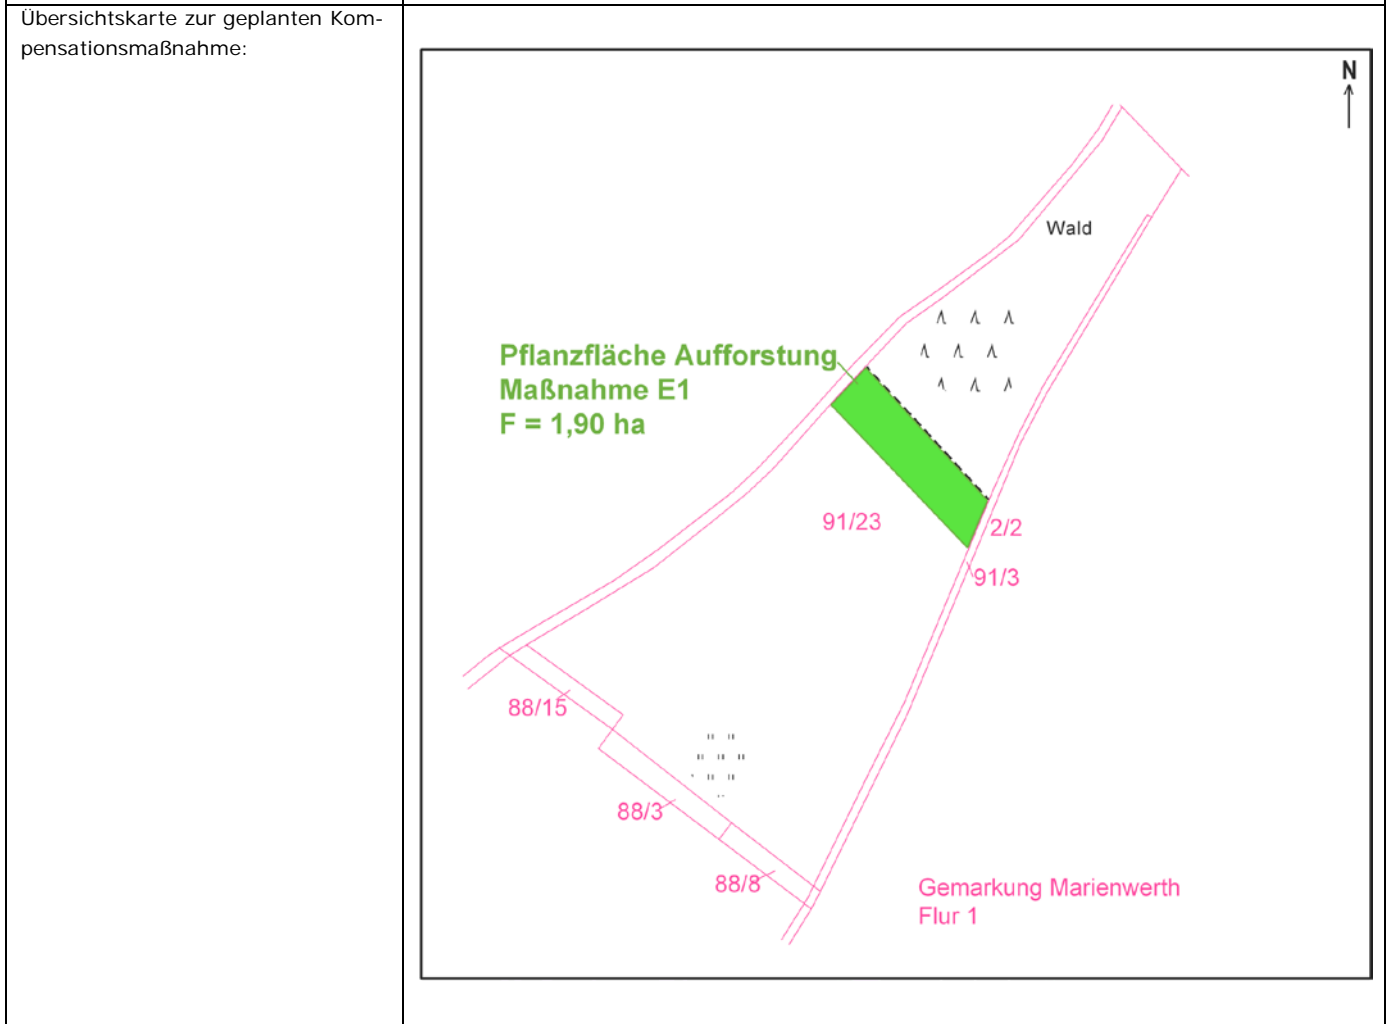 Übersichtskarte zur geplanten Kom-
pensationsmaßnahme:
N
Wald
Pflanzfläche Aufforstung
Maßnahme E1
F = 1,90 ha
91/23
2/2
91/3
88/15
88/3
88/8
Gemarkung Marienwerth
Flur 1